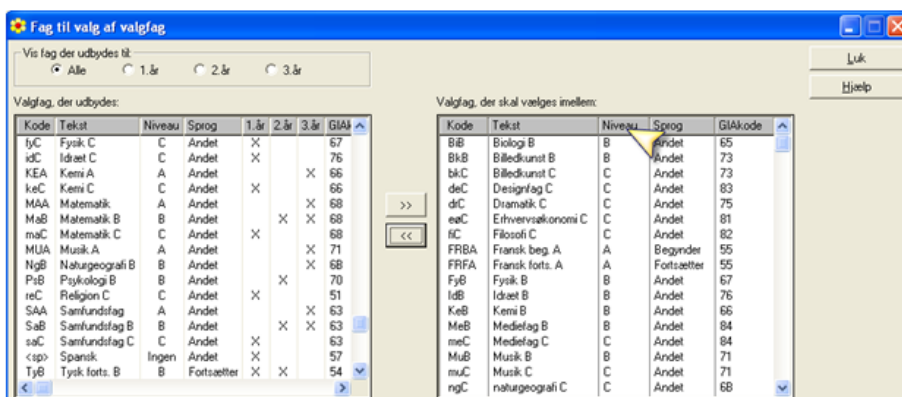 Fag til valg af valgfag
Vis fag der udbydes til:
Alle 1.år 2.år 3.år
Luk
Hjælp
Valgfag, der udbydes:
Kode Tekst Niveau Sprog 1.år 2.år 3.år GIAk
fyC Fysik C C Andet X 67
idC Idræt C C Andet X 76
KEA Kemi A A Andet X 66
keC Kemi C C Andet X 66
MAA Matematik A Andet X 68
MaB Matematik B B Andet X X 68
maC Matematik C C Andet X 68
MUA Musik A A Andet X 71
NgB Naturgeografi B B Andet X 6B
PsB Psykologi B B Andet X 70
reC Religion C C Andet X 51
SAA Samfundsfag A Andet X 63
SaB Samfundsfag B B Andet X X 63
saC Samfundsfag C C Andet X 63
<sp> Spansk Ingen Andet X 57
TyB Tysk forts. B B Fortsætter X X 54
>>
<<
Valgfag, der skal vælges imellem:
Kode Tekst Niveau Sprog GIAkode
BiB Biologi B B Andet 65
BkB Billedkunst B B Andet 73
bkC Billedkunst C C Andet 73
deC Designfag C C Andet 83
drC Dramatik C C Andet 75
eøC Erhvervsøkonomi C C Andet 81
fiC Filosofi C C Andet 82
FRBA Fransk beg. A A Begynder 55
FRFA Fransk forts. A A Fortsætter 55
FyB Fysik B B Andet 67
IdB Idræt B B Andet 76
KeB Kemi B B Andet 66
MeB Mediefag B B Andet 84
meC Mediefag C C Andet 84
MuB Musik B B Andet 71
muC Musik C C Andet 71
ngC naturgeografi C C Andet 6B